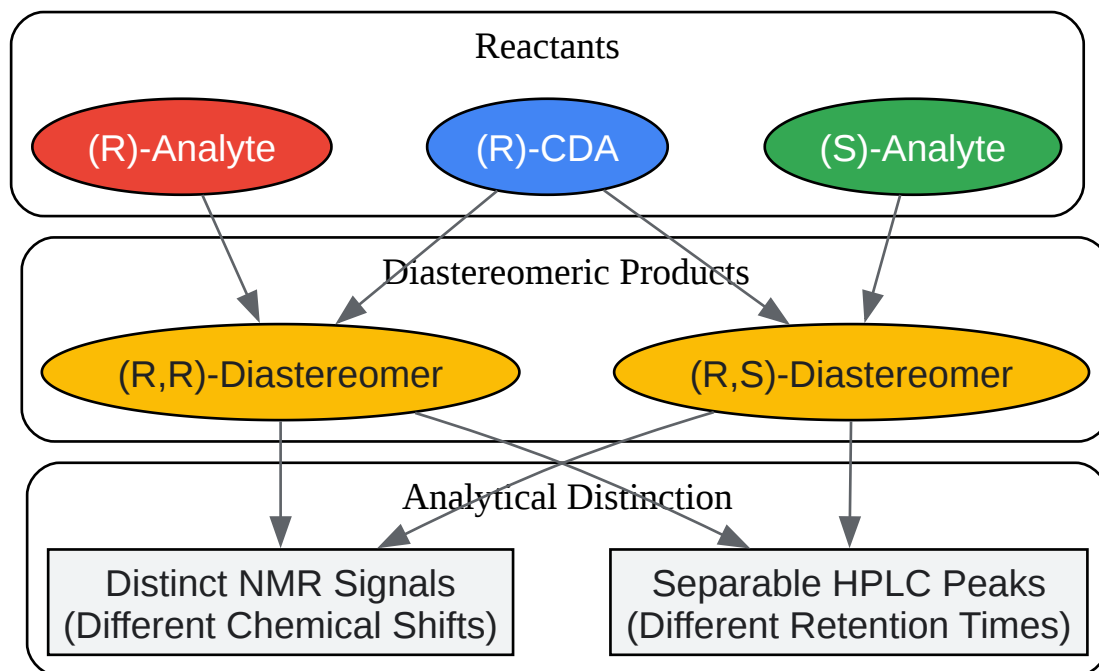 Reactants
(R)-Analyte
(R)-CDA
(S)-Analyte
Diastereomeric Products
(R,R)-Diastereomer
(R,S)-Diastereomer
Analytical Distinction
Distinct NMR Signals
(Different Chemical Shifts)
Separable HPLC Peaks
(Different Retention Times)